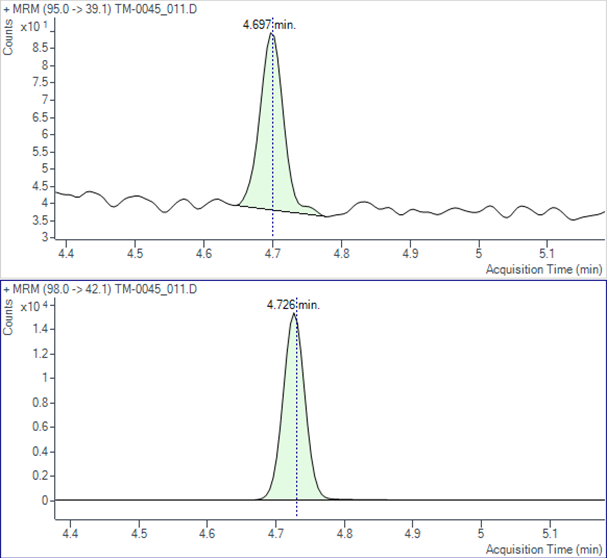 + MRM (95.0 -> 39.1) TM-0045_011.D
Counts
x10 1
4.697 min.
8.5
8
7.5
7
6.5
6
5.5
5
4.5
4
3.5
3
4.4 4.5 4.6 4.7 4.8 4.9 5 5.1
Acquisition Time (min)
+ MRM (98.0 -> 42.1) TM-0045_011.D
Counts
x10 4
4.726 min.
1.4
1.2
1
0.8
0.6
0.4
0.2
0
4.4 4.5 4.6 4.7 4.8 4.9 5 5.1
Acquisition Time (min)